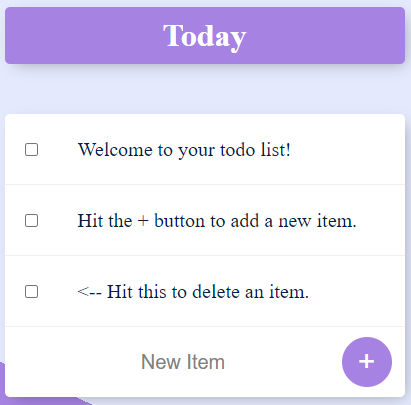 Today
Welcome to your todo list!
Hit the + button to add a new item.
<-- Hit this to delete an item.
New Item +